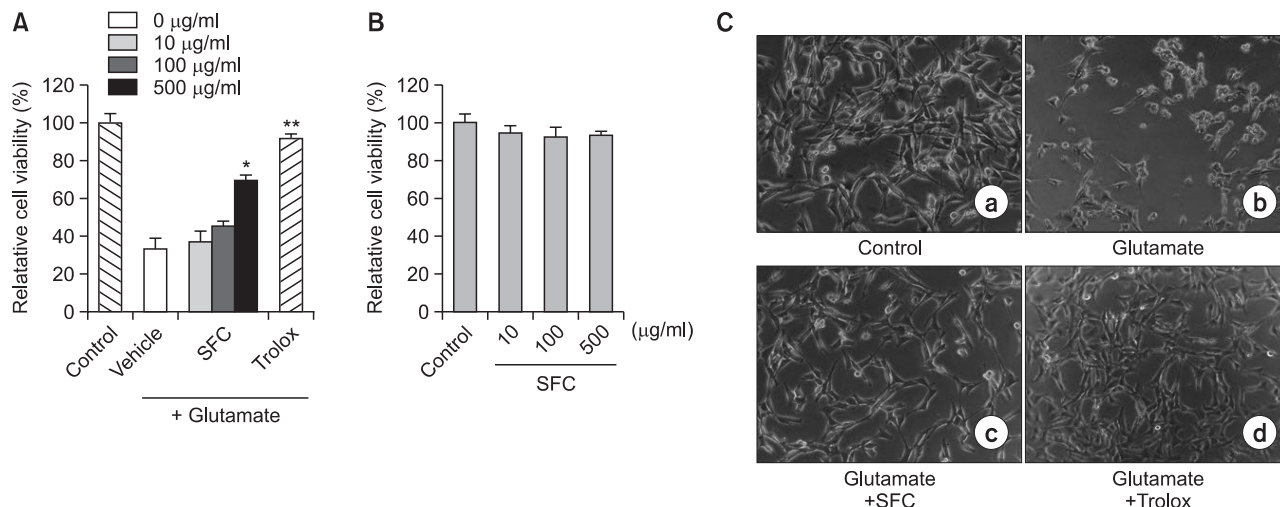 A
0 μg/ml
10 μg/ml
100 μg/ml
500 μg/ml
Relatative cell viability (%)
120
100
80
60
40
20
0
*
**
Control
Vehicle
SFC
Trolox
+ Glutamate
B
Relatative cell viability (%)
120
100
80
60
40
20
0
Control
10
100
500
(μg/ml)
SFC
C
a
Control
b
Glutamate
c
Glutamate
+SFC
d
Glutamate
+Trolox